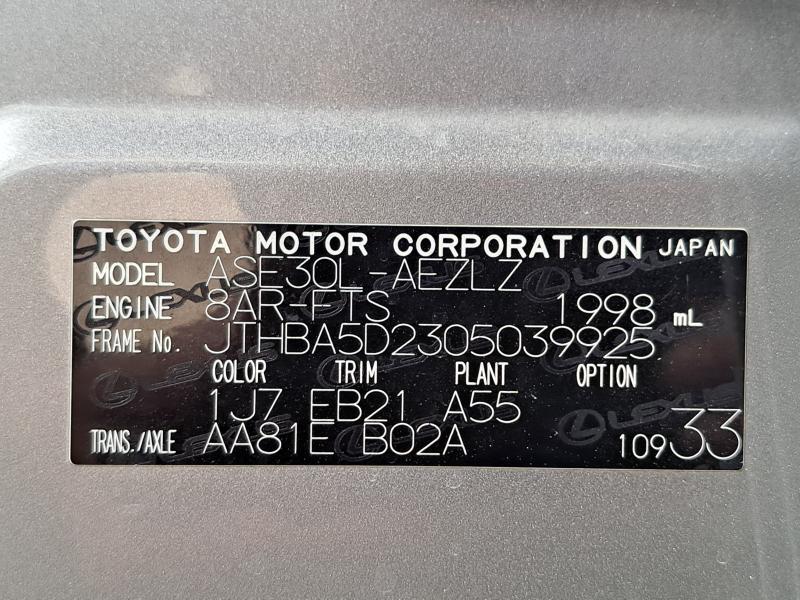 TOYOTA MOTOR CORPORATION JAPAN
MODEL ASE30L-AEZLZ
ENGINE 8AR-FTS 1998 mL
FRAME No. JTHBA5D2305039925
COLOR TRIM PLANT OPTION
1J7 EB21 A55
TRANS./AXLE AA81E B02A 10933